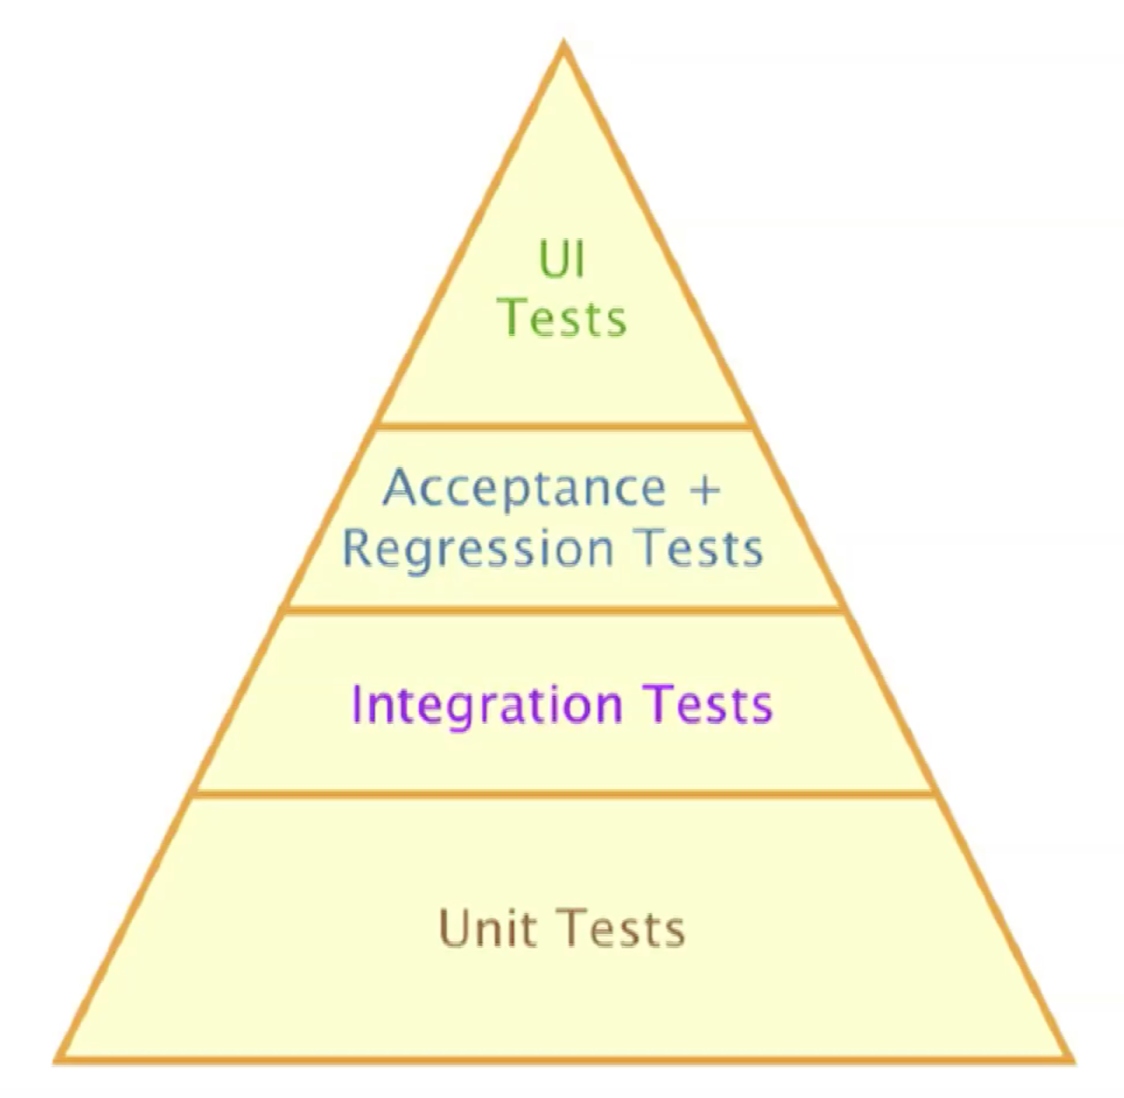 UI
Tests
Acceptance +
Regression Tests
Integration Tests
Unit Tests